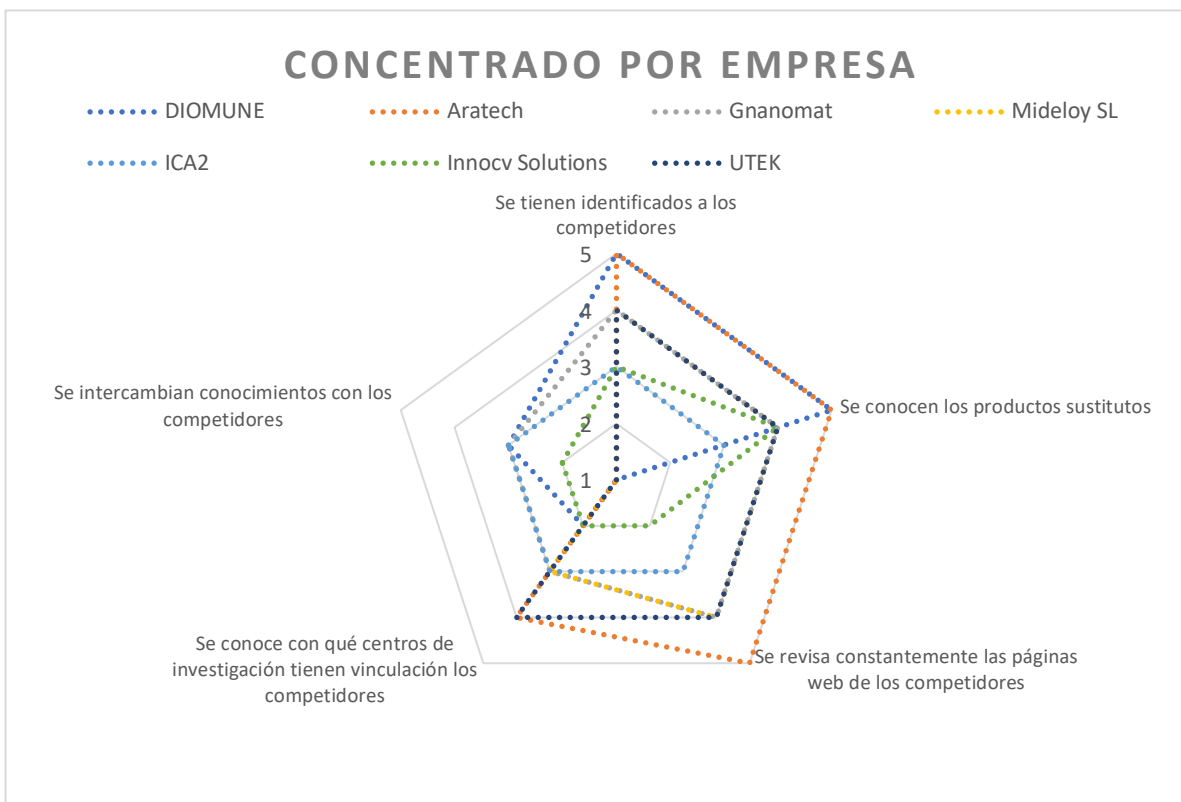 CONCENTRADO POR EMPRESA
DIOMUNE
Aratech
Gnanomat
Mideloy SL
ICA2
Innocv Solutions
UTEK
Se tienen identificados a los
competidores
5
4
3
2
1
Se conocen los productos sustitutos
Se revisa constantemente las páginas
web de los competidores
Se conoce con qué centros de
investigación tienen vinculación los
competidores
Se intercambian conocimientos con los
competidores